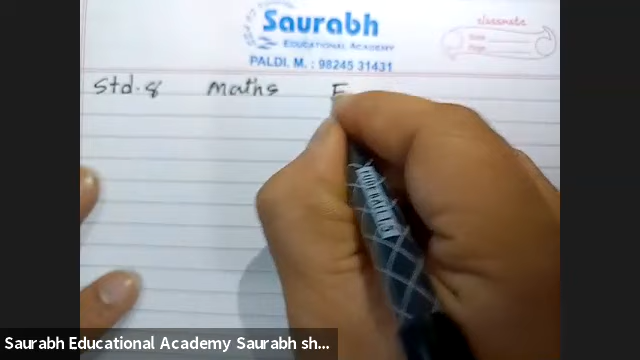 Saurabh
EDUCATIONAL ACADEMY
PALDI. M. : 98245 31431
classmate
Std. 8 maths E
Saurabh Educational Academy Saurabh sh...